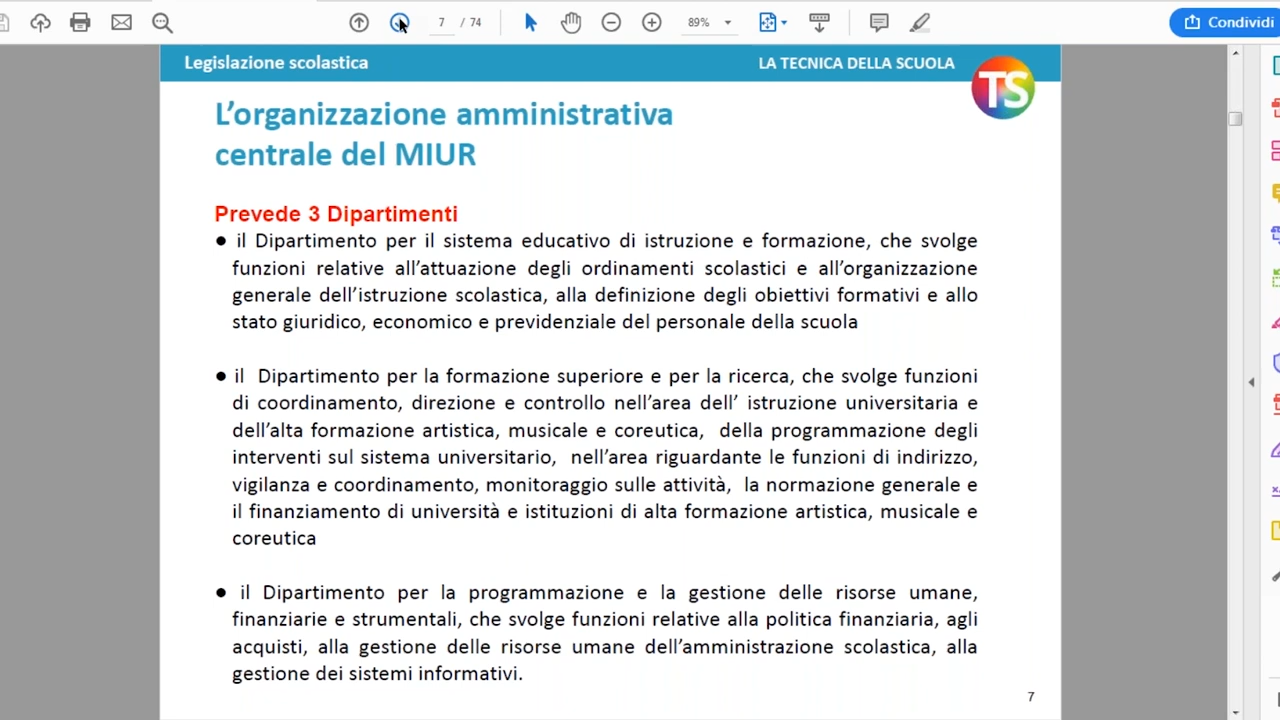 7 / 74
89%
Condividi
Legislazione scolastica
LA TECNICA DELLA SCUOLA
TS
L'organizzazione amministrativa
centrale del MIUR
Prevede 3 Dipartimenti
● il Dipartimento per il sistema educativo di istruzione e formazione, che svolge
funzioni relative all'attuazione degli ordinamenti scolastici e all'organizzazione
generale dell'istruzione scolastica, alla definizione degli obiettivi formativi e allo
stato giuridico, economico e previdenziale del personale della scuola
● il Dipartimento per la formazione superiore e per la ricerca, che svolge funzioni
di coordinamento, direzione e controllo nell'area dell' istruzione universitaria e
dell'alta formazione artistica, musicale e coreutica, della programmazione degli
interventi sul sistema universitario, nell'area riguardante le funzioni di indirizzo,
vigilanza e coordinamento, monitoraggio sulle attività, la normazione generale e
il finanziamento di università e istituzioni di alta formazione artistica, musicale e
coreutica
● il Dipartimento per la programmazione e la gestione delle risorse umane,
finanziarie e strumentali, che svolge funzioni relative alla politica finanziaria, agli
acquisti, alla gestione delle risorse umane dell'amministrazione scolastica, alla
gestione dei sistemi informativi.
7